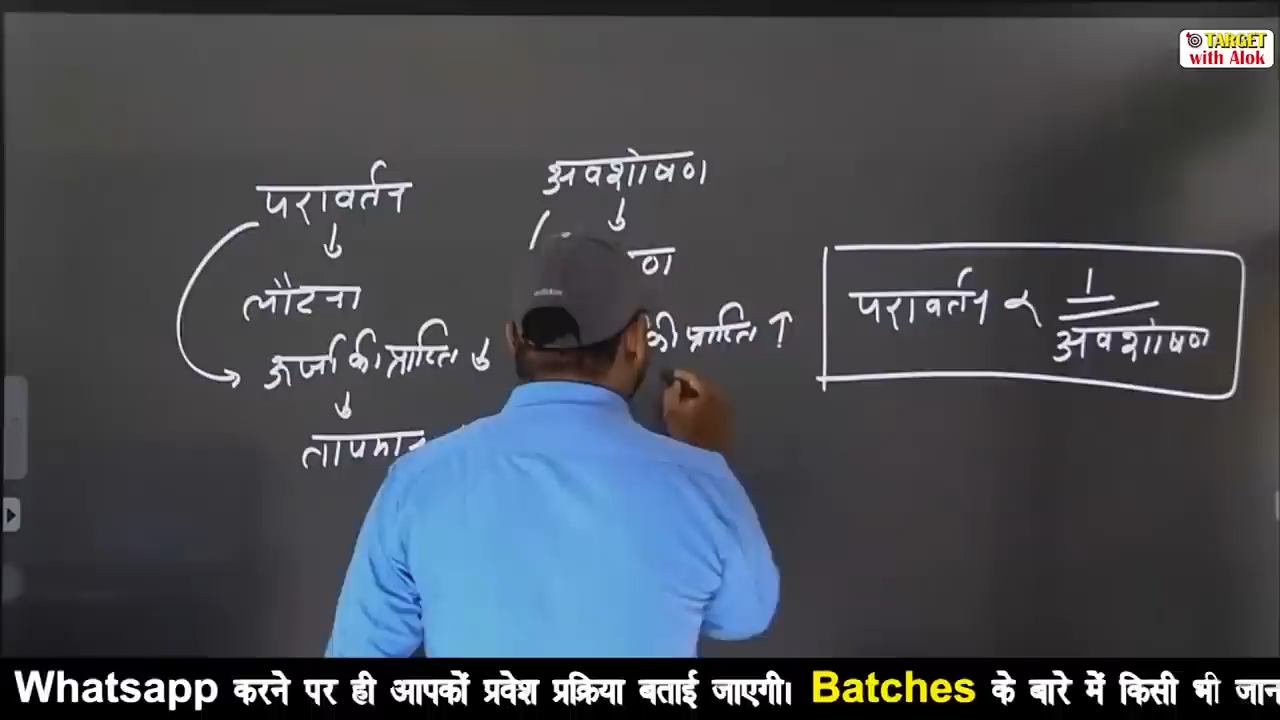 TARGET
with Alok
परावर्तन
लौटना
ऊर्जा की प्राप्ति ↓
तापमान
अवशोषण
की प्राप्ति ↑
परावर्तन ∝ 1/अवशोषण
Whatsapp करने पर ही आपकों प्रवेश प्रक्रिया बताई जाएगी। Batches के बारे में किसी भी जान